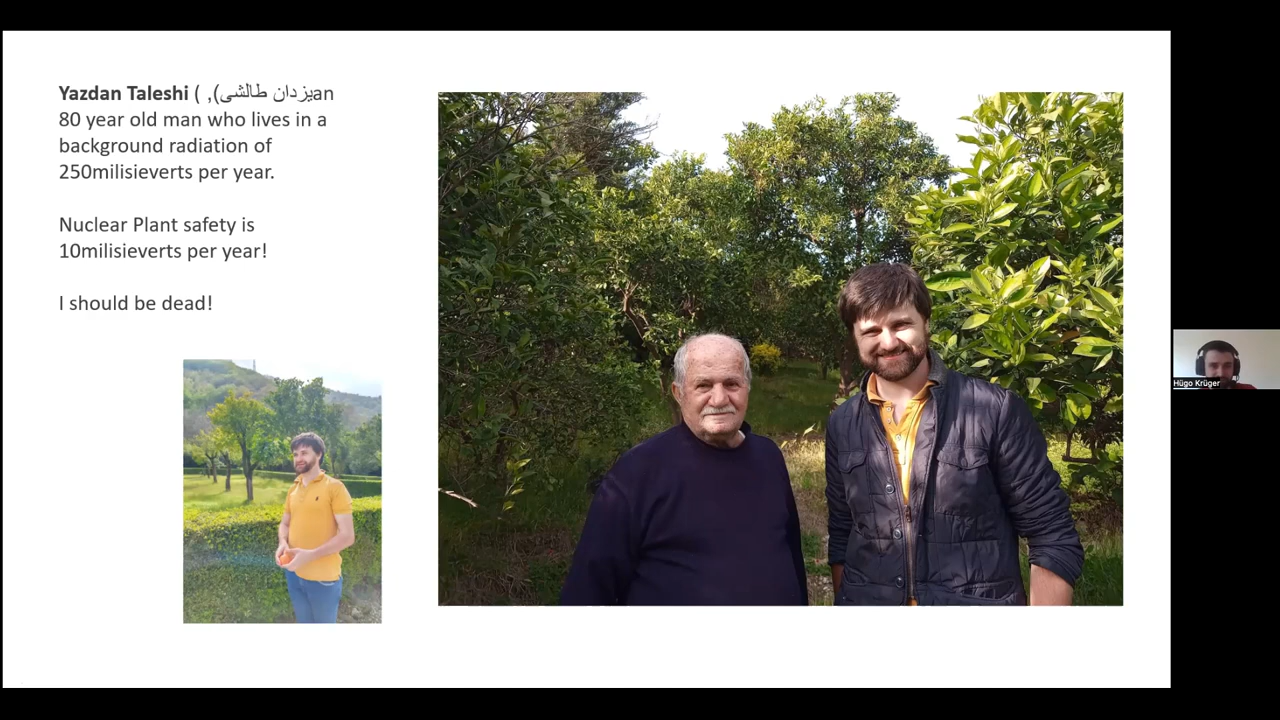 Yazdan Taleshi ( ,(یزدان طالشیan
80 year old man who lives in a
background radiation of
250milisieverts per year.
Nuclear Plant safety is
10milisieverts per year!
I should be dead!
Hügo Krüger